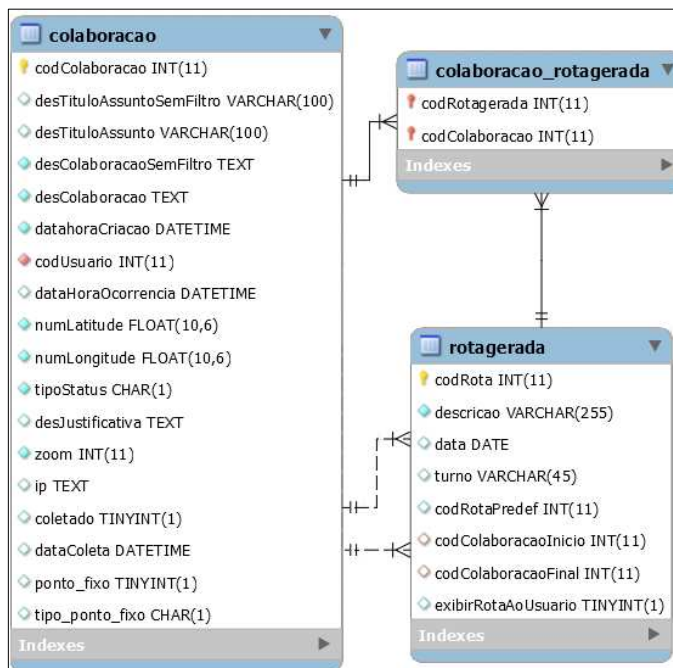 colaboracao
codColaboracao INT(11)
desTituloAssuntoSemFiltro VARCHAR(100)
desTituloAssunto VARCHAR(100)
desColaboracaoSemFiltro TEXT
desColaboracao TEXT
datahoraCriacao DATETIME
codUsuario INT(11)
dataHoraOcorrencia DATETIME
numLatitude FLOAT(10,6)
numLongitude FLOAT(10,6)
tipoStatus CHAR(1)
desJustificativa TEXT
zoom INT(11)
ip TEXT
coletado TINYINT(1)
dataColeta DATETIME
ponto_fixo TINYINT(1)
tipo_ponto_fixo CHAR(1)
Indexes
colaboracao_rotagerada
codRotagerada INT(11)
codColaboracao INT(11)
Indexes
rotagerada
codRota INT(11)
descricao VARCHAR(255)
data DATE
turno VARCHAR(45)
codRotaPredef INT(11)
codColaboracaoInicio INT(11)
codColaboracaoFinal INT(11)
exibirRotaAoUsuario TINYINT(1)
Indexes